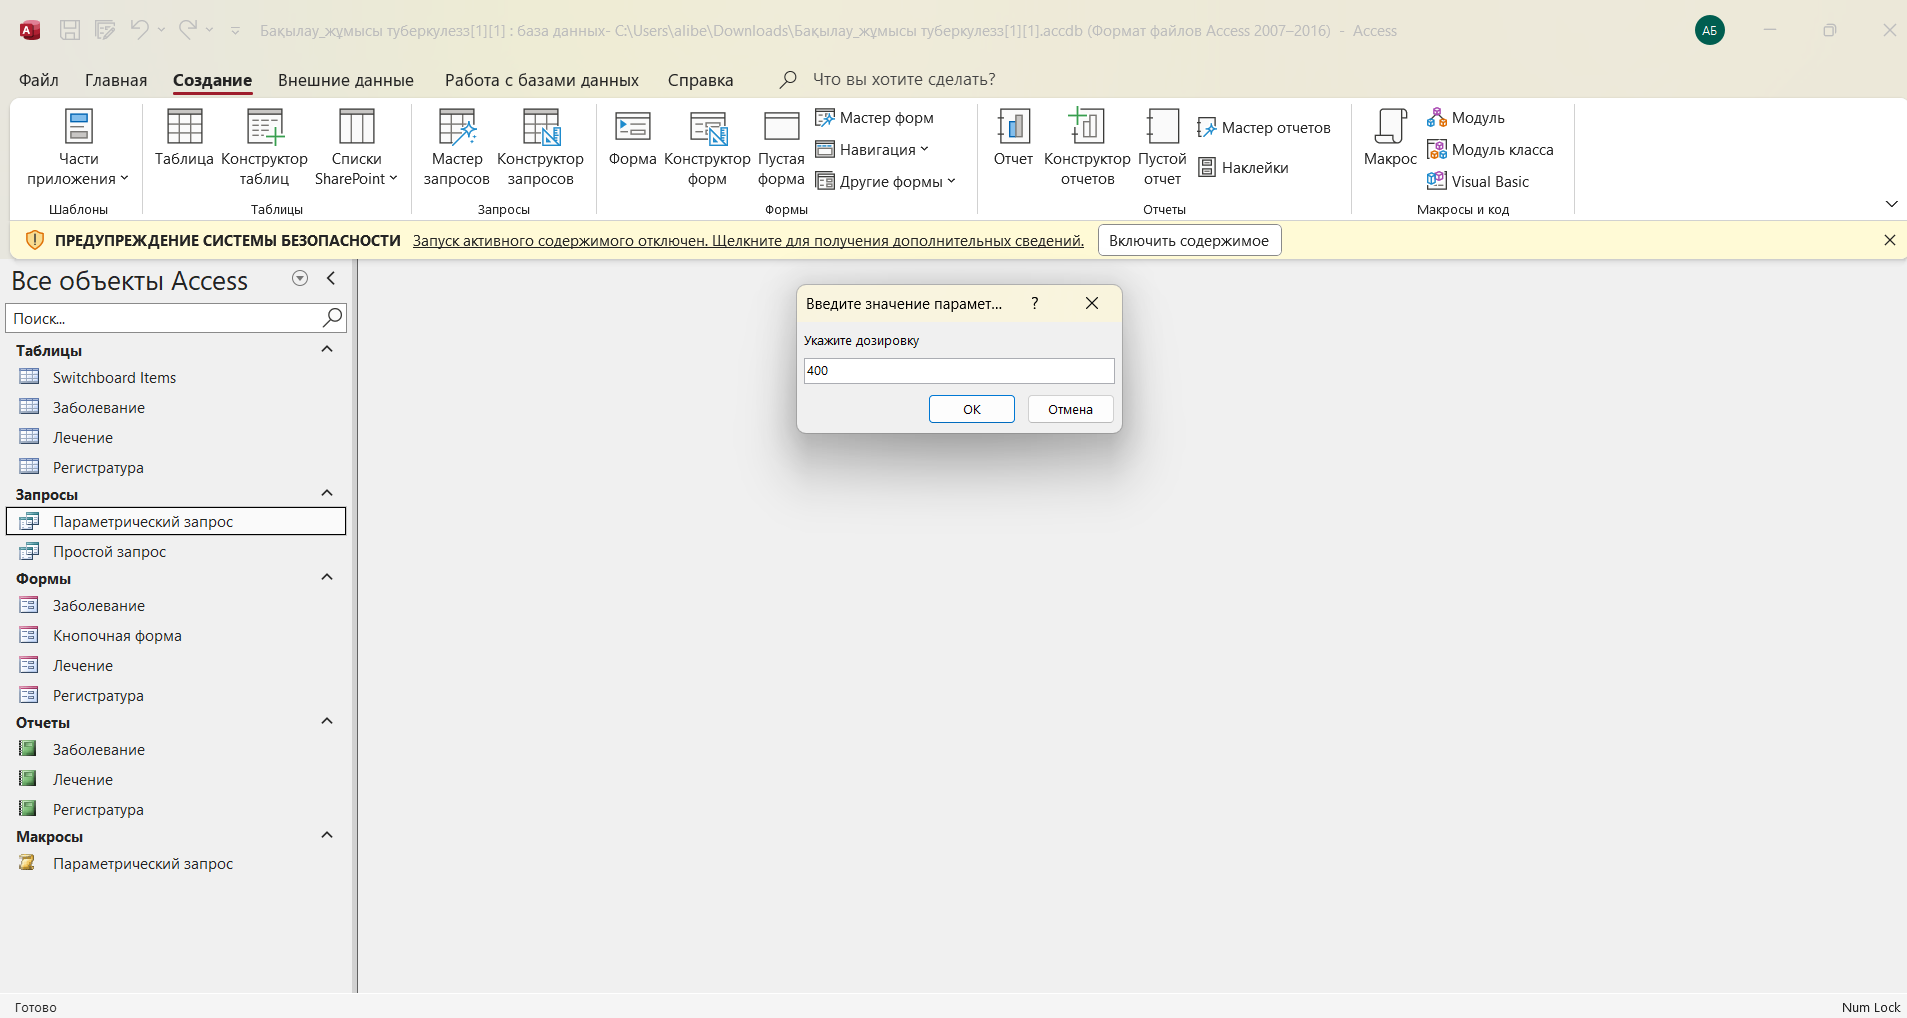 Бақылау_жұмысы туберкулезз[1][1] : база данных- C:\Users\alibe\Downloads\Бақылау_жұмысы туберкулезз[1][1].accdb (Формат файлов Access 2007–2016) - Access
АБ
Файл Главная Создание Внешние данные Работа с базами данных Справка Что вы хотите сделать?
Части приложения
Шаблоны
Таблица
Конструктор таблиц
Списки SharePoint
Таблицы
Мастер запросов
Конструктор запросов
Запросы
Форма
Конструктор форм
Пустая форма
Мастер форм
Навигация
Другие формы
Формы
Отчет
Конструктор отчетов
Пустой отчет
Мастер отчетов
Наклейки
Отчеты
Макрос
Модуль
Модуль класса
Visual Basic
Макросы и код
ПРЕДУПРЕЖДЕНИЕ СИСТЕМЫ БЕЗОПАСНОСТИ Запуск активного содержимого отключен. Щелкните для получения дополнительных сведений. Включить содержимое
Все объекты Access
Поиск...
Таблицы
Switchboard Items
Заболевание
Лечение
Регистратура
Запросы
Параметрический запрос
Простой запрос
Формы
Заболевание
Кнопочная форма
Лечение
Регистратура
Отчеты
Заболевание
Лечение
Регистратура
Макросы
Параметрический запрос
Введите значение парамет... ?
Укажите дозировку
400
ОК Отмена
Готово
Num Lock